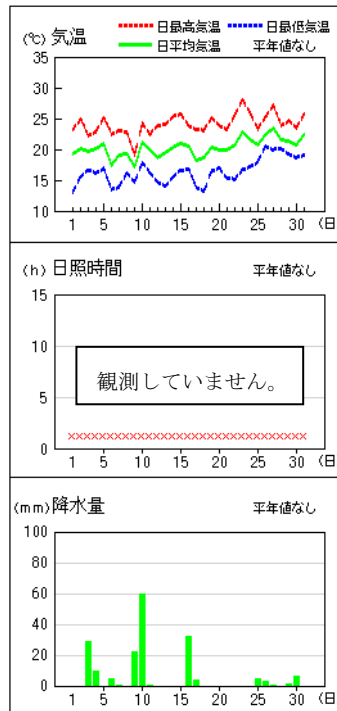 (℃) 気温
日最高気温 日最低気温
日平均気温 平年値なし
35
30
25
20
15
10
1 5 10 15 20 25 30 (日
(h) 日照時間 平年値なし
15
10
観測していません。
5
0
1 5 10 15 20 25 30 (日
(mm) 降水量 平年値なし
100
80
60
40
20
0
1 5 10 15 20 25 30 (日